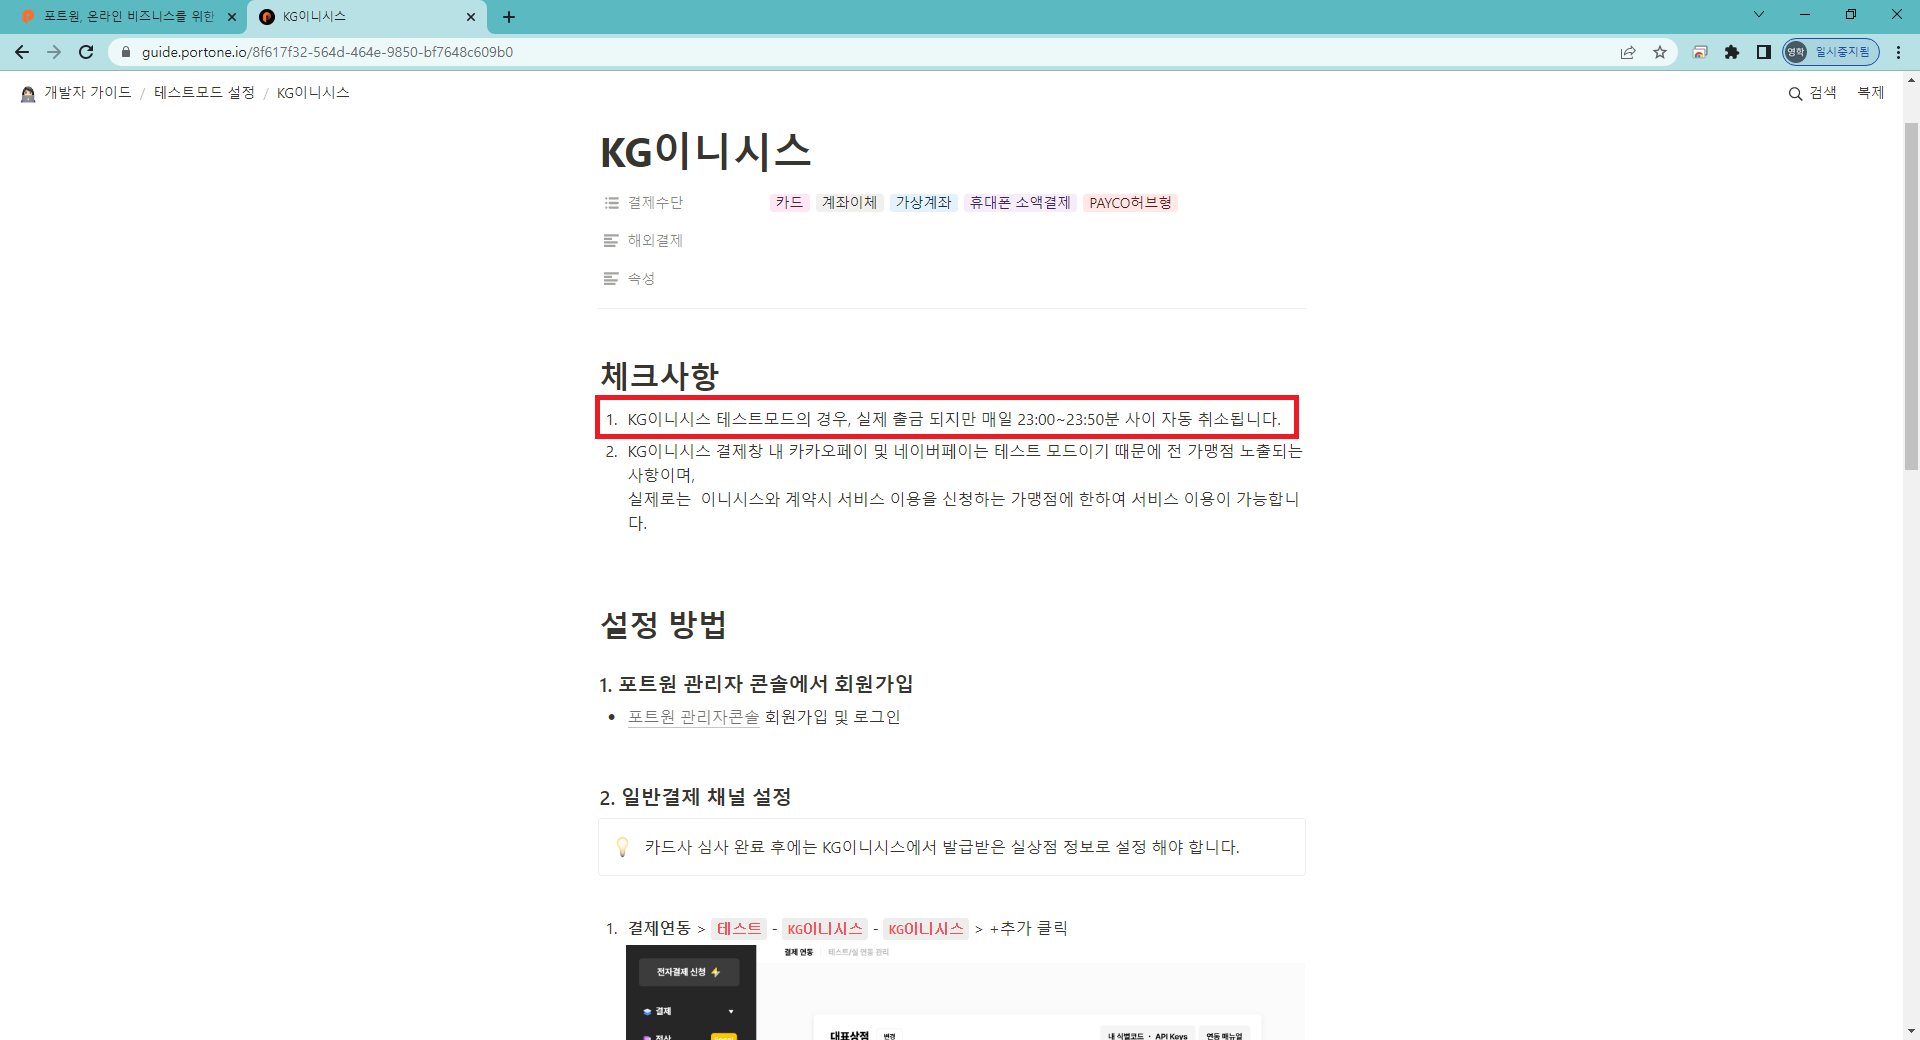 포트원, 온라인 비즈니스를 위한
KG이니시스
guide.portone.io/8f617f32-564d-464e-9850-bf7648c609b0
영학 일시중지됨
개발자 가이드 / 테스트모드 설정 / KG이니시스
검색 복제
KG이니시스
결제수단 카드 계좌이체 가상계좌 휴대폰 소액결제 PAYCO허브형
해외결제
속성
체크사항
1. KG이니시스 테스트모드의 경우, 실제 출금 되지만 매일 23:00~23:50분 사이 자동 취소됩니다.
2. KG이니시스 결제창 내 카카오페이 및 네이버페이는 테스트 모드이기 때문에 전 가맹점 노출되는
사항이며,
실제로는 이니시스와 계약시 서비스 이용을 신청하는 가맹점에 한하여 서비스 이용이 가능합니
다.
설정 방법
1. 포트원 관리자 콘솔에서 회원가입
• 포트원 관리자콘솔 회원가입 및 로그인
2. 일반결제 채널 설정
카드사 심사 완료 후에는 KG이니시스에서 발급받은 실상점 정보로 설정 해야 합니다.
1. 결제연동 > 테스트 - KG이니시스 - KG이니시스 > +추가 클릭
결제 연동 테스트/실 연동 관리
전자결제 신청
결제
대표상점 변경 내 식별코드 · API Keys 연동 매뉴얼